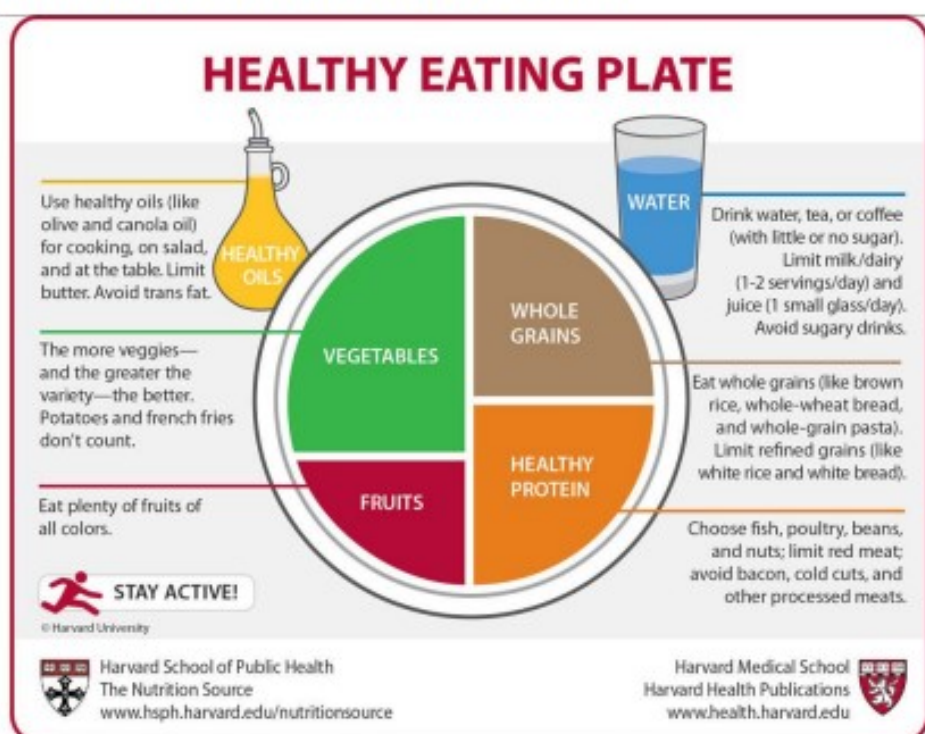 HEALTHY EATING PLATE
Use healthy oils (like
olive and canola oil)
for cooking, on salad,
and at the table. Limit
butter. Avoid trans fat.
HEALTHY
OILS
The more veggies—
and the greater the
variety—the better.
Potatoes and french fries
don't count.
Eat plenty of fruits of
all colors.
VEGETABLES
FRUITS
WHOLE
GRAINS
HEALTHY
PROTEIN
WATER
Drink water, tea, or coffee
(with little or no sugar).
Limit milk/dairy
(1-2 servings/day) and
juice (1 small glass/day).
Avoid sugary drinks.
Eat whole grains (like brown
rice, whole-wheat bread,
and whole-grain pasta).
Limit refined grains (like
white rice and white bread).
Choose fish, poultry, beans,
and nuts; limit red meat;
avoid bacon, cold cuts, and
other processed meats.
STAY ACTIVE!
© Harvard University
Harvard School of Public Health
The Nutrition Source
www.hsph.harvard.edu/nutritionsource
Harvard Medical School
Harvard Health Publications
www.health.harvard.edu